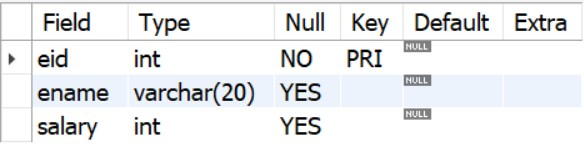 Field Type Null Key Default Extra
eid int NO PRI NULL
ename varchar(20) YES NULL
salary int YES NULL